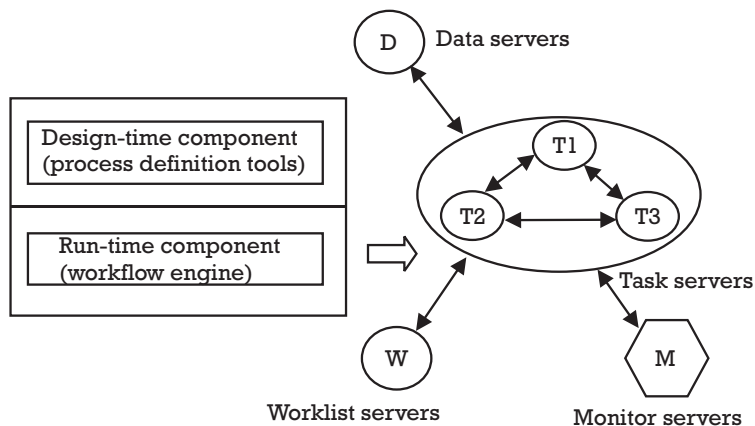 D
Data servers
Design-time component
(process definition tools)
T1
T2
T3
Run-time component
(workflow engine)
Task servers
W
M
Worklist servers
Monitor servers